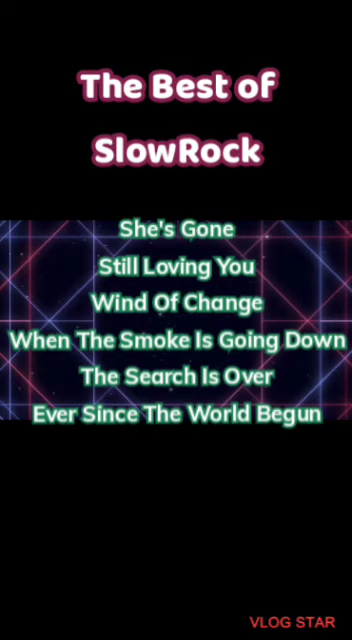 The Best of
SlowRock
She's Gone
Still Loving You
Wind Of Change
When The Smoke Is Going Down
The Search Is Over
Ever Since The World Begun
VLOG STAR